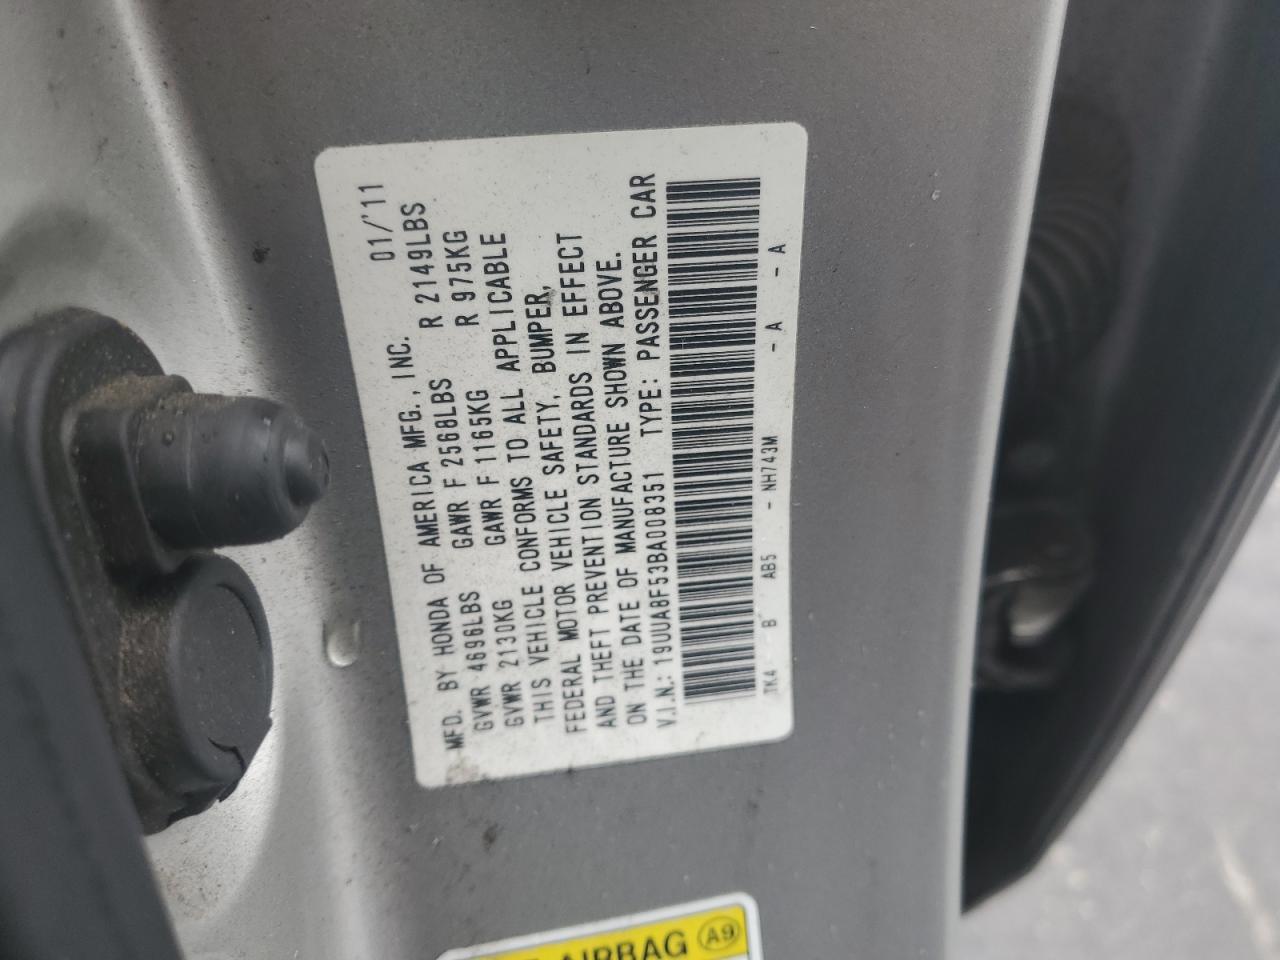 MFD. BY HONDA OF AMERICA MFG., INC. 01/'11
GVWR 4696LBS GAWR F 2568LBS R 2149LBS
GVWR 2130KG GAWR F 1165KG R 975KG
THIS VEHICLE CONFORMS TO ALL APPLICABLE
FEDERAL MOTOR VEHICLE SAFETY, BUMPER,
AND THEFT PREVENTION STANDARDS IN EFFECT
ON THE DATE OF MANUFACTURE SHOWN ABOVE.
V.I.N.: 19UUA8F53BA008351 TYPE: PASSENGER CAR
TK4 - B AB5 - NH743M - A - A
AIRBAG A9